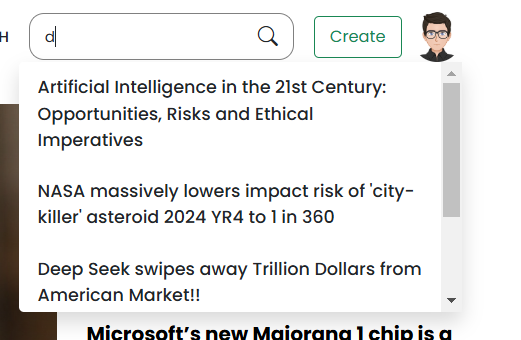 H
d
Create
Artificial Intelligence in the 21st Century:
Opportunities, Risks and Ethical
Imperatives
NASA massively lowers impact risk of 'city-
killer' asteroid 2024 YR4 to 1 in 360
Deep Seek swipes away Trillion Dollars from
American Market!!
Microsoft’s new Majorana 1 chip is a